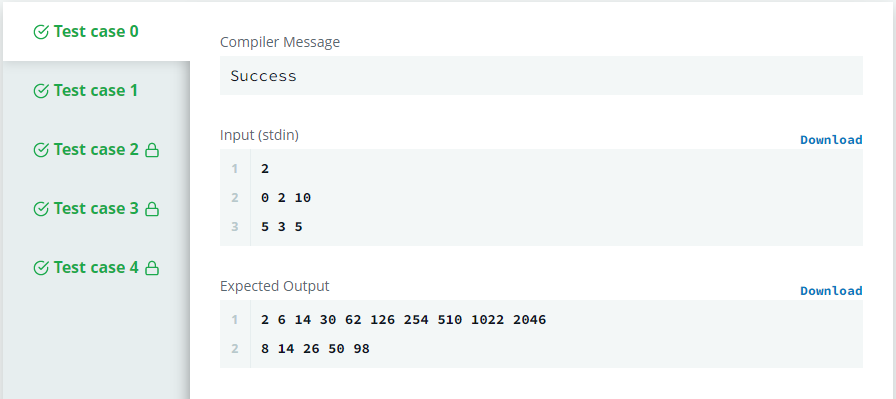 Test case 0
Test case 1
Test case 2
Test case 3
Test case 4
Compiler Message
Success
Input (stdin)
Download
1 2
2 0 2 10
3 5 3 5
Expected Output
Download
1 2 6 14 30 62 126 254 510 1022 2046
2 8 14 26 50 98